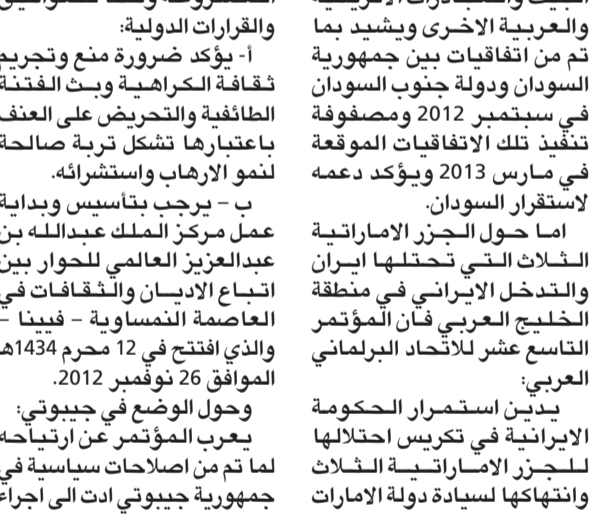 والعربية الاخرى ويشيد بما
تم من اتفاقيات بين جمهورية
السودان ودولة جنوب السودان
في سبتمبر 2012 ومصفوفة
تنفيذ تلك الاتفاقيات الموقعة
في مارس 2013 ويؤكد دعمه
لاستقرار السودان.
اما حول الجزر الاماراتية
الثلاث التي تحتلها ايران
والتدخل الايراني في منطقة
الخليج العربي فان المؤتمر
التاسع عشر للاتحاد البرلماني
العربي:
يدين استمرار الحكومة
الايرانية في تكريس احتلالها
للجزر الاماراتية الثلاث
وانتهاكها لسيادة دولة الامارات
والقرارات الدولية:
أ- يؤكد ضرورة منع وتجريم
ثقافة الكراهية وبث الفتنة
الطائفية والتحريض على العنف
باعتبارها تشكل تربة صالحة
لنمو الارهاب واستشرائه.
ب – يرجب بتأسيس وبداية
عمل مركز الملك عبدالله بن
عبدالعزيز العالمي للحوار بين
اتباع الاديان والثقافات في
العاصمة النمساوية – فيينا –
والذي افتتح في 12 محرم 1434هـ
الموافق 26 نوفمبر 2012.
وحول الوضع في جيبوتي:
يعرب المؤتمر عن ارتياحه
لما تم من اصلاحات سياسية في
جمهورية جيبوتي ادت الى اجراء